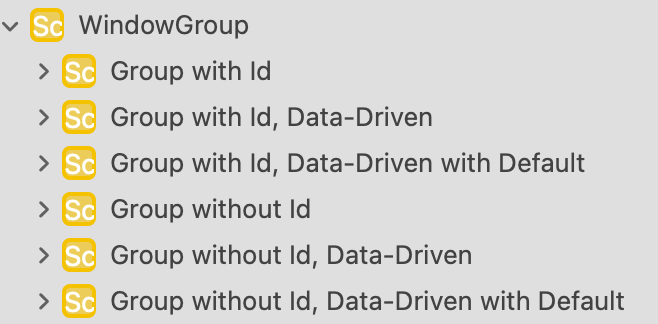 Sc WindowGroup
Sc Group with Id
Sc Group with Id, Data-Driven
Sc Group with Id, Data-Driven with Default
Sc Group without Id
Sc Group without Id, Data-Driven
Sc Group without Id, Data-Driven with Default